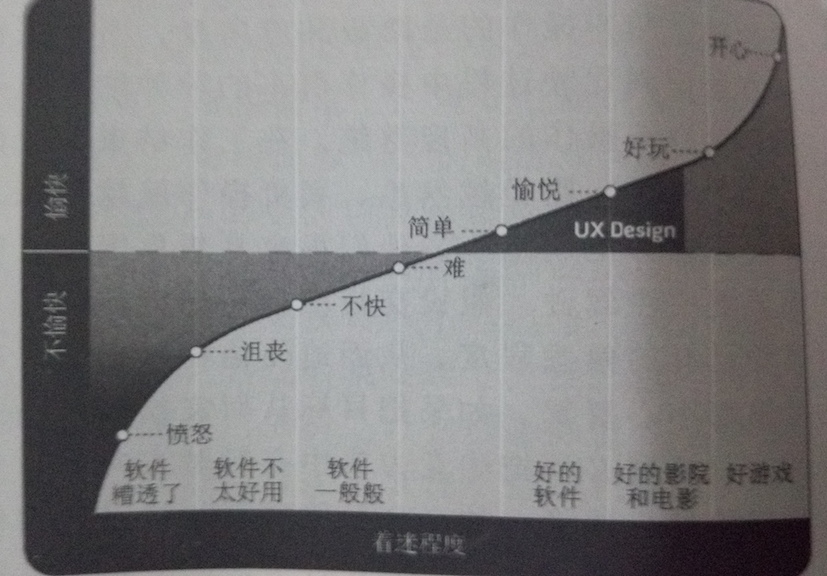 开心
好玩
愉悦
UX Design
简单
难
不快
沮丧
愤怒
愉快
不愉快
软件
糟透了
软件不
太好用
软件
一般般
好的
软件
好的影院
和电影
好游戏
着迷程度